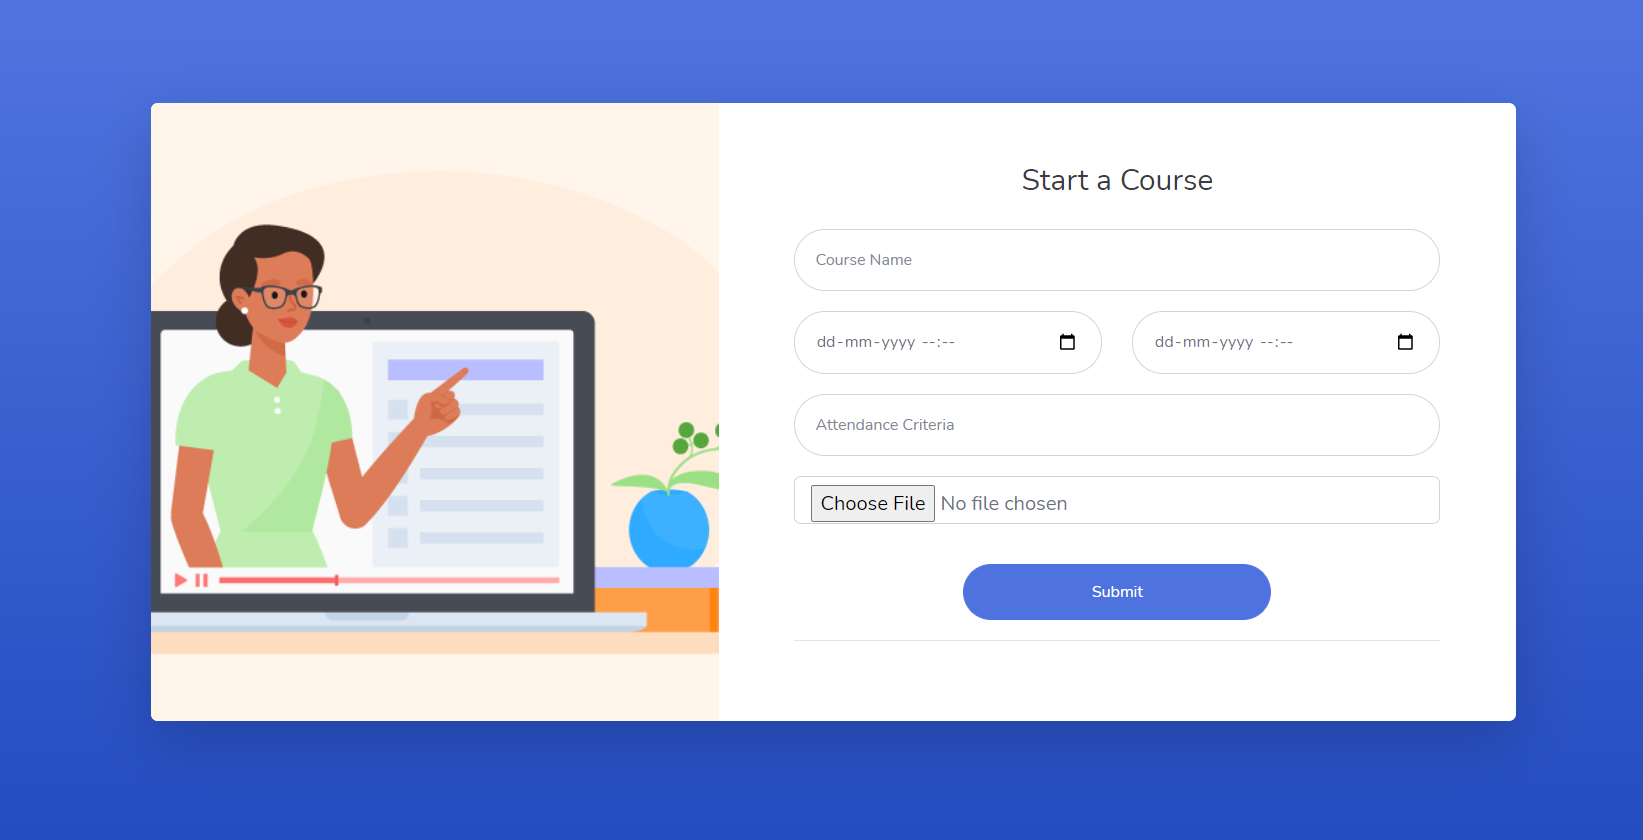 Start a Course
Course Name
dd-mm-yyyy --:-- dd-mm-yyyy --:--
Attendance Criteria
Choose File No file chosen
Submit